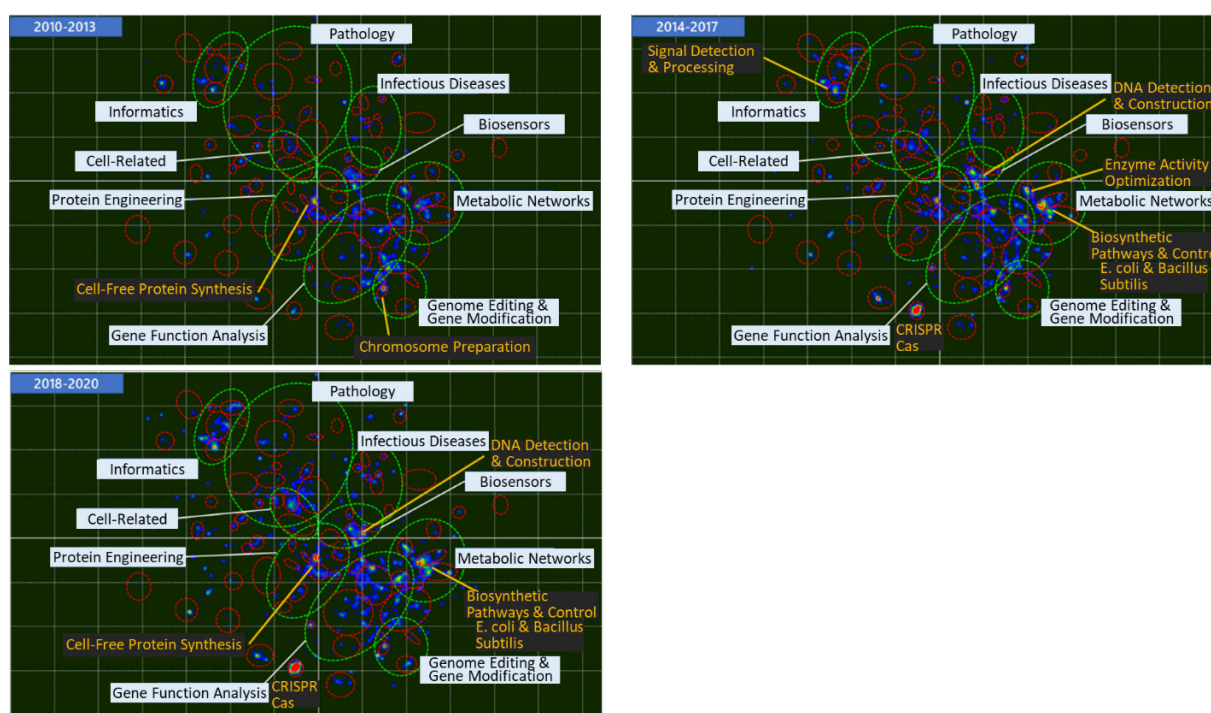 2010-2013
Pathology
Infectious Diseases
Informatics
Biosensors
Cell-Related
Protein Engineering
Metabolic Networks
Cell-Free Protein Synthesis
Genome Editing &
Gene Modification
Gene Function Analysis
Chromosome Preparation
2014-2017
Pathology
Signal Detection
& Processing
Infectious Diseases
DNA Detection
& Construction
Informatics
Biosensors
Cell-Related
Enzyme Activity
Optimization
Protein Engineering
Metabolic Networks
Biosynthetic
Pathways & Control
E. coli & Bacillus
Subtilis
Genome Editing &
Gene Modification
Gene Function Analysis
CRISPR
Cas
2018-2020
Pathology
Infectious Diseases
DNA Detection
& Construction
Informatics
Biosensors
Cell-Related
Protein Engineering
Metabolic Networks
Biosynthetic
Pathways & Control
E. coli & Bacillus
Subtilis
Cell-Free Protein Synthesis
Genome Editing &
Gene Modification
Gene Function Analysis
CRISPR
Cas